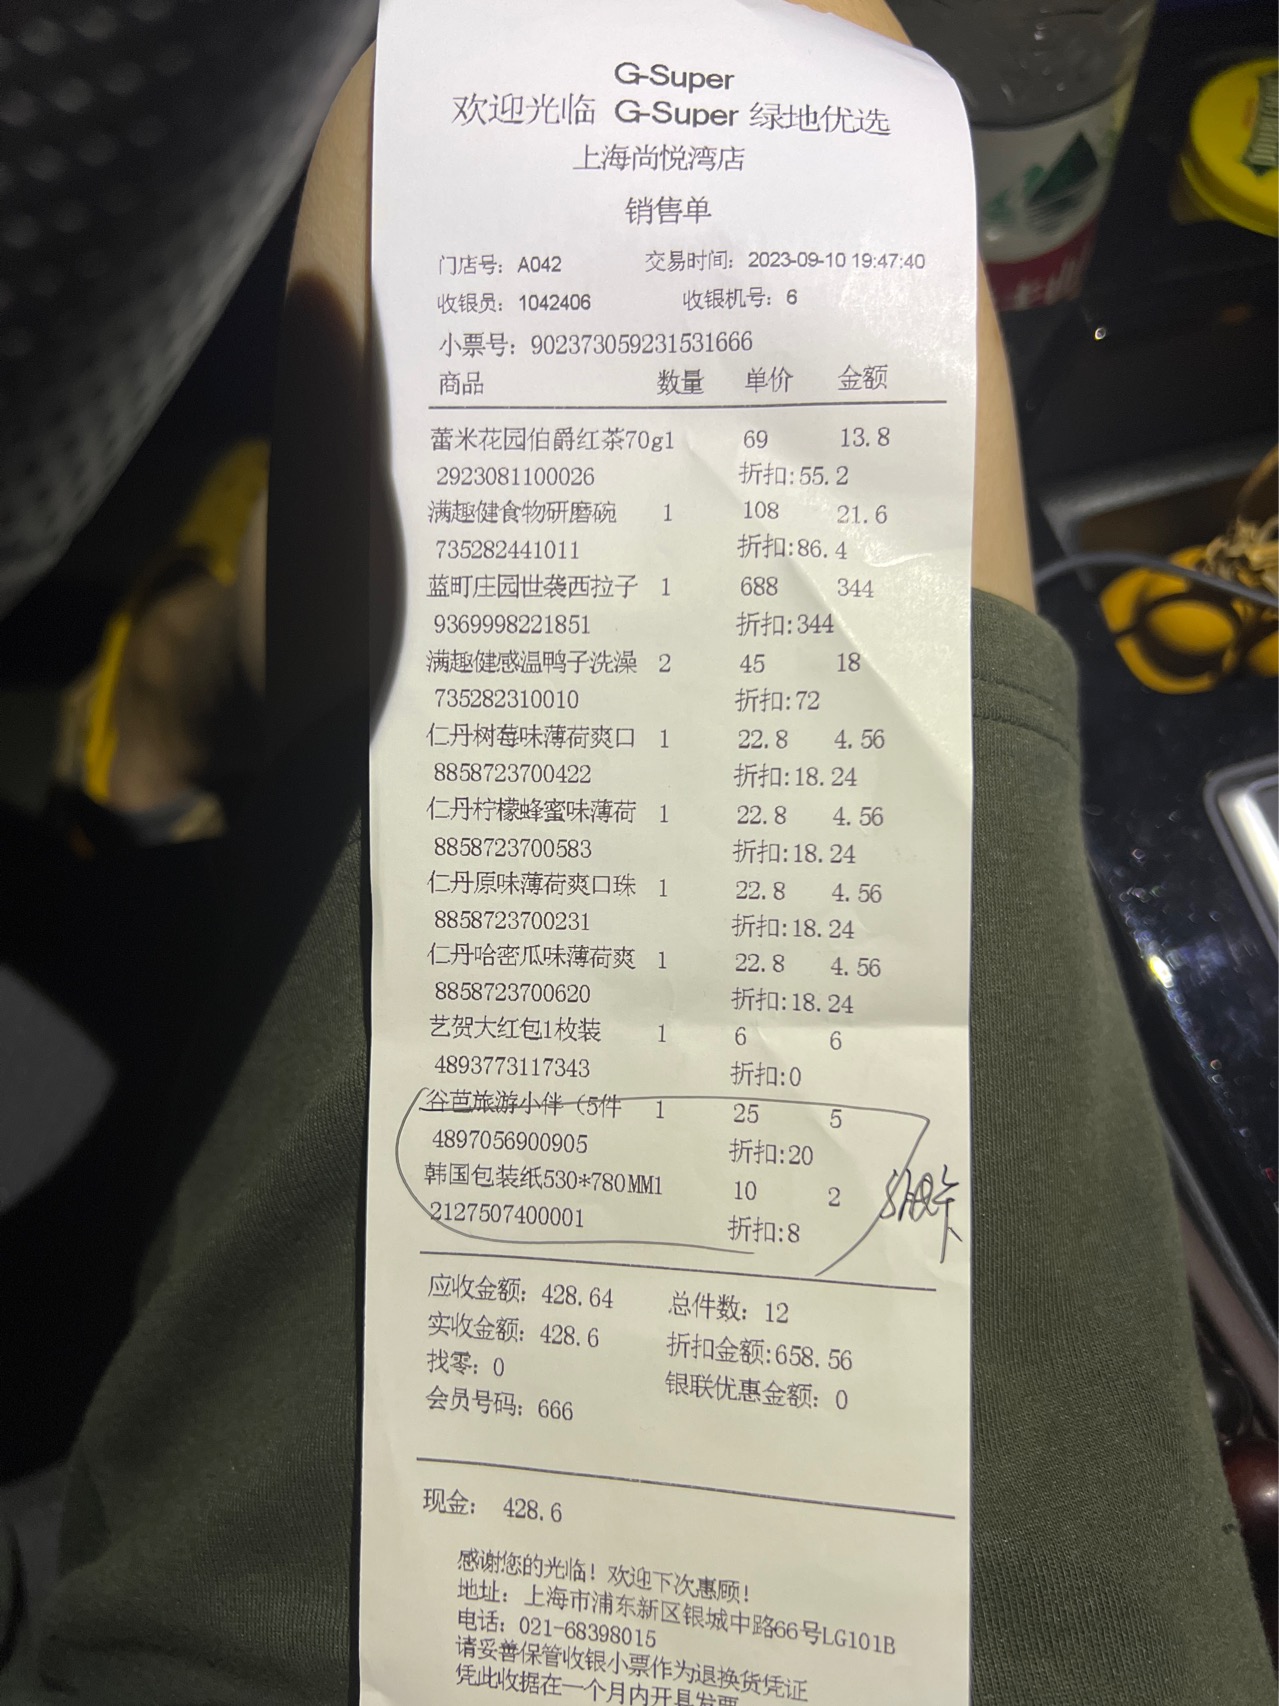 G-Super
欢迎光临 G-Super 绿地优选
上海尚悦湾店
销售单
门店号: A042 交易时间: 2023-09-10 19:47:40
收银员: 1042406 收银机号: 6
小票号: 902373059231531666
商品 数量 单价 金额
蕾米花园伯爵红茶70g1 69 13.8
2923081100026 折扣:55.2
满趣健食物研磨碗 1 108 21.6
735282441011 折扣:86.4
蓝町庄园世袭西拉子 1 688 344
9369998221851 折扣:344
满趣健感温鸭子洗澡 2 45 18
735282310010 折扣:72
仁丹树莓味薄荷爽口 1 22.8 4.56
8858723700422 折扣:18.24
仁丹柠檬蜂蜜味薄荷 1 22.8 4.56
8858723700583 折扣:18.24
仁丹原味薄荷爽口珠 1 22.8 4.56
8858723700231 折扣:18.24
仁丹哈密瓜味薄荷爽 1 22.8 4.56
8858723700620 折扣:18.24
艺贺大红包1枚装 1 6 6
4893773117343 折扣:0
谷芭旅游小伴（5件 1 25 5
4897056900905 折扣:20
韩国包装纸530*780MM1 10 2
2127507400001 折扣:8
应收金额: 428.64 总件数: 12
实收金额: 428.6 折扣金额:658.56
找零: 0 银联优惠金额: 0
会员号码: 666
现金: 428.6
感谢您的光临! 欢迎下次惠顾!
地址: 上海市浦东新区银城中路66号LG101B
电话: 021-68398015
请妥善保管收银小票作为退换货凭证
凭此收据在一个月内开具发票